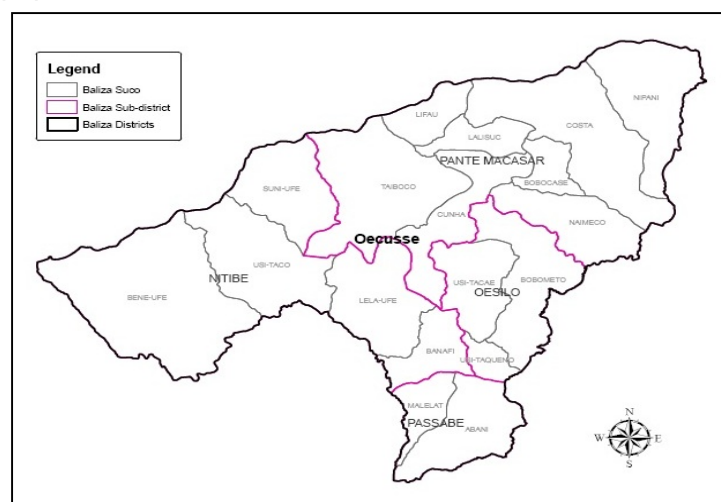 Legend
Baliza Suco
Baliza Sub-district
Baliza Districts
NIPANI
LIFAU
COSTA
LALISUC
PANTE MACASAR
SUNI-UFE
TAIBOCO
BOBOCASE
CUNHA
NAIMECO
Oecusse
USI-TACO
NITIBE
USI-TACAE
BOBOMETO
OESILO
BENE-UFE
LELA-UFE
BANAFI
USI-TAQUENO
MALELAT
PASSABE
ABANI
N
W
E
S